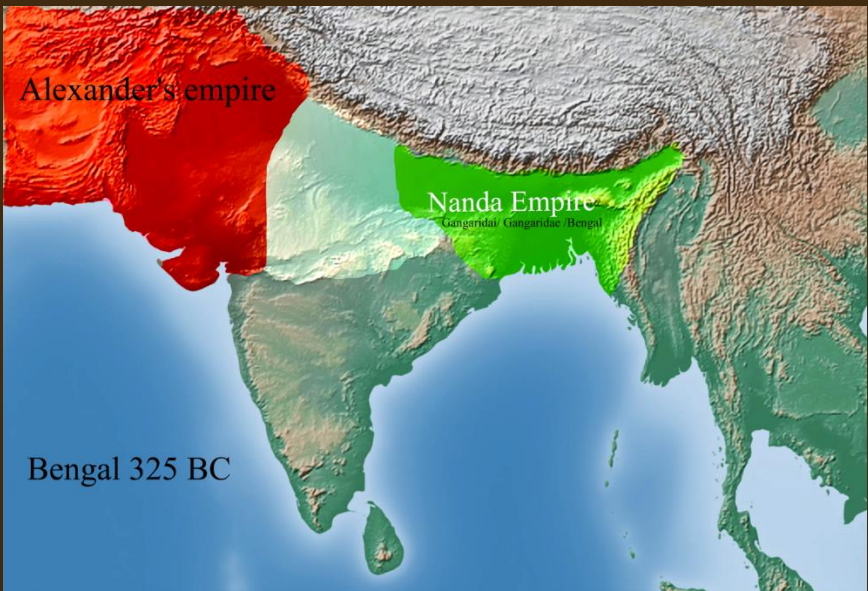 Alexander's empire
Nanda Empire
Gangaridai/ Gangaridae /Bengal
Bengal 325 BC